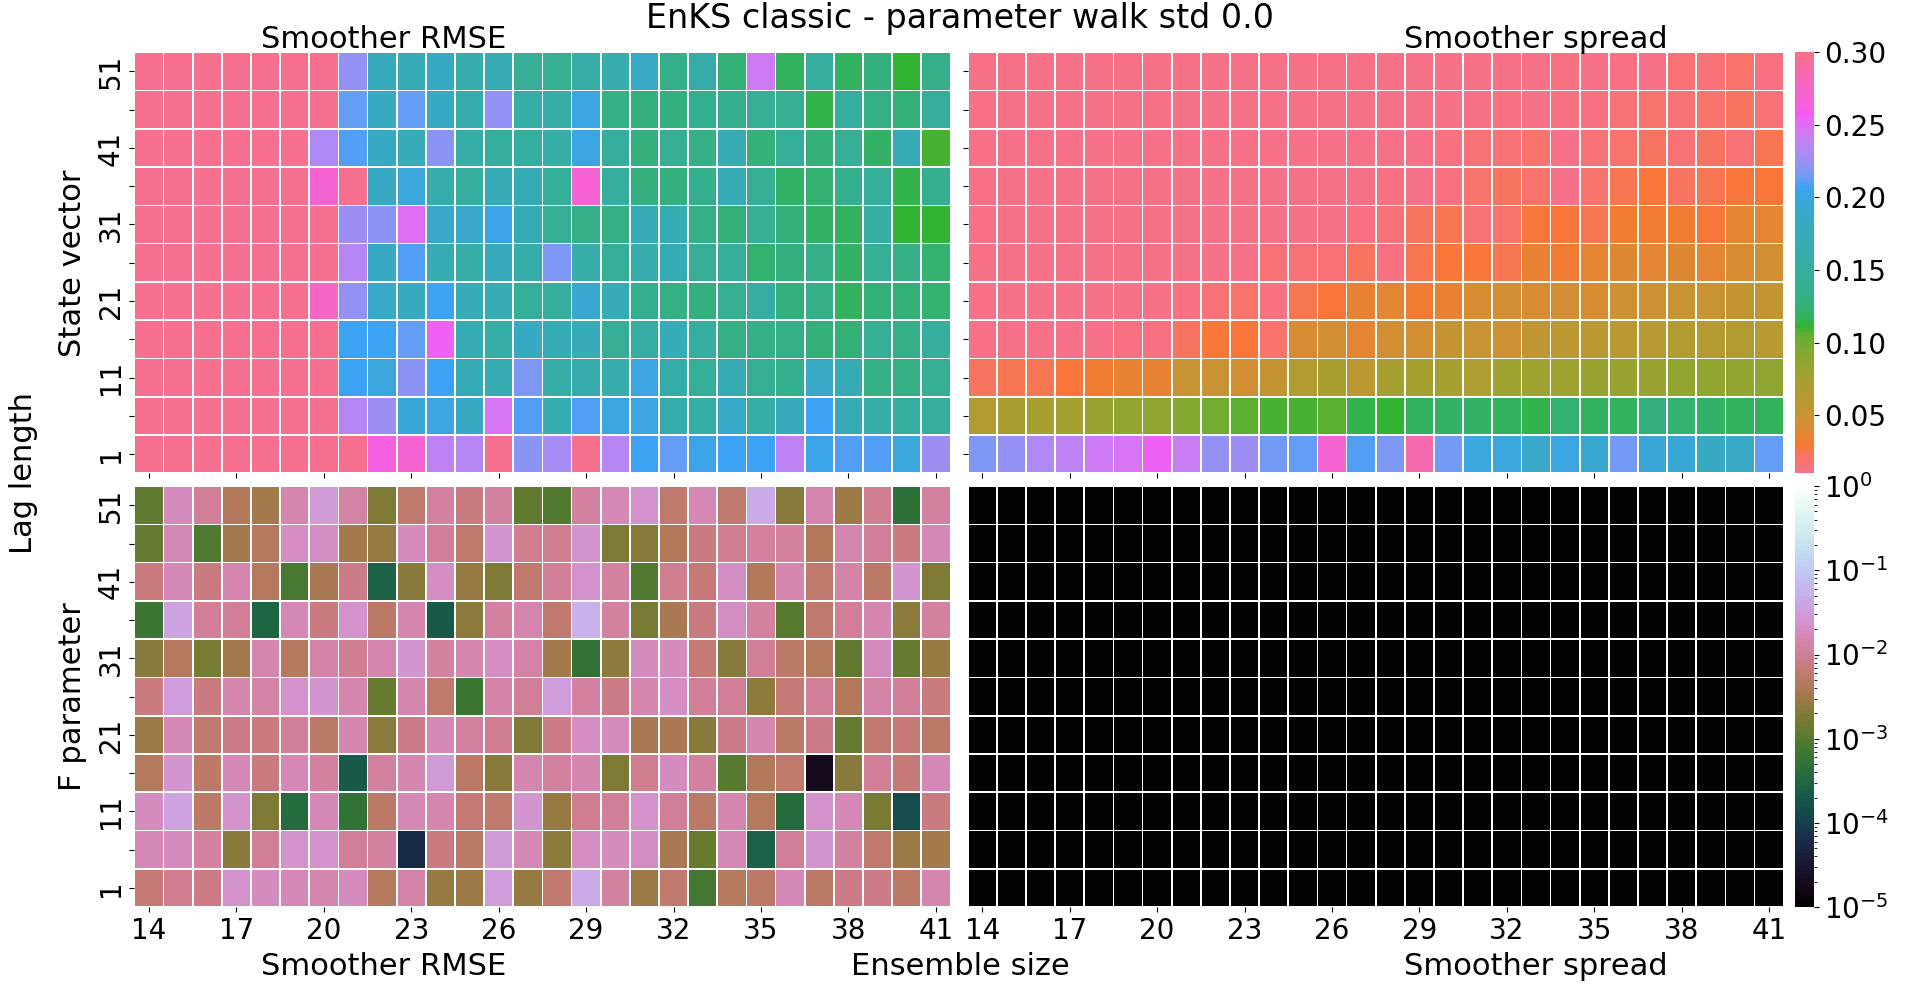 EnKS classic - parameter walk std 0.0
Smoother RMSE
Smoother spread
Lag length
State vector
51
41
31
21
11
1
0.30
0.25
0.20
0.15
0.10
0.05
F parameter
51
41
31
21
11
1
10^0
10^-1
10^-2
10^-3
10^-4
10^-5
14 17 20 23 26 29 32 35 38 41
14 17 20 23 26 29 32 35 38 41
Smoother RMSE
Ensemble size
Smoother spread